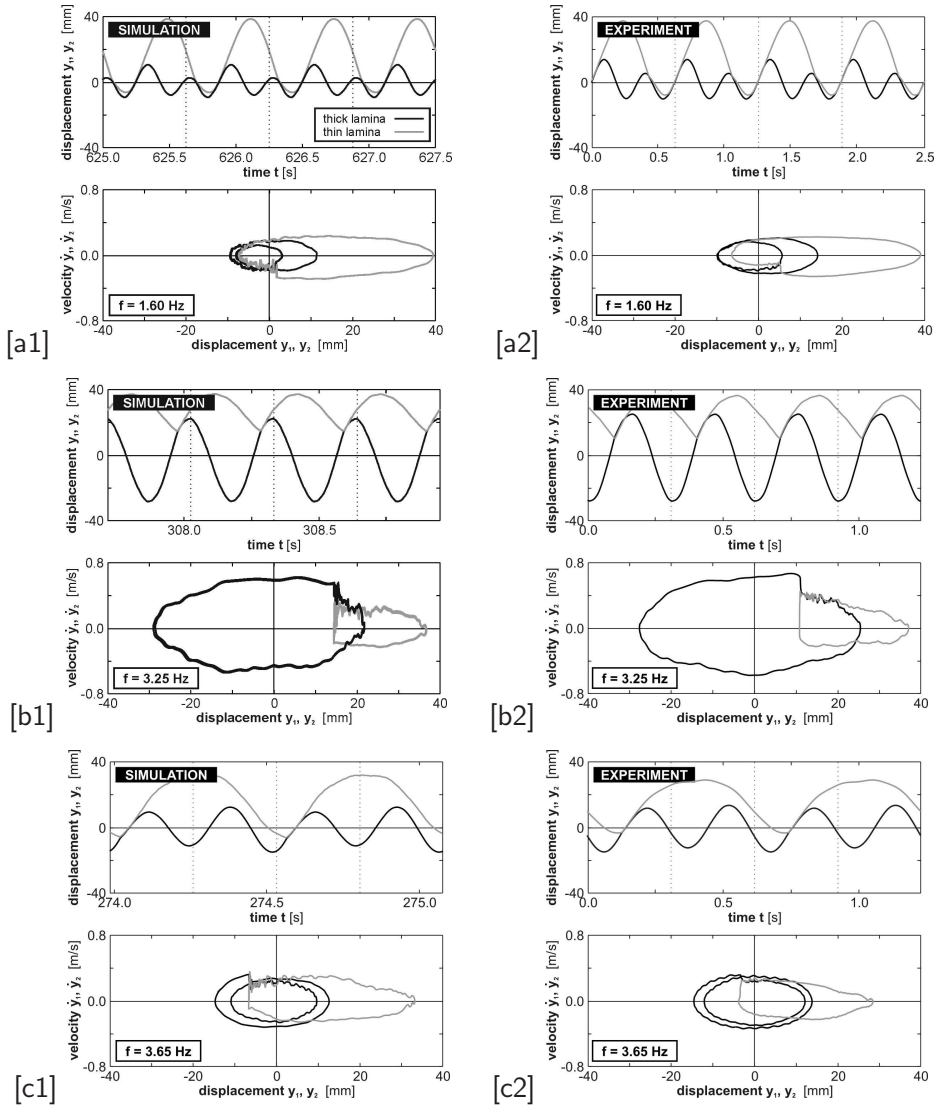 SIMULATION
displacement y₁, y₂ [mm]
40
0
-40
thick lamina
thin lamina
625.0 625.5 626.0 626.5 627.0 627.5
time t [s]
velocity ẏ₁, ẏ₂ [m/s]
0.8
0.0
-0.8
f = 1.60 Hz
-40 -20 0 20 40
displacement y₁, y₂ [mm]
[a1]
EXPERIMENT
displacement y₁, y₂ [mm]
40
0
-40
0.0 0.5 1.0 1.5 2.0 2.5
time t [s]
velocity ẏ₁, ẏ₂ [m/s]
0.8
0.0
-0.8
f = 1.60 Hz
-40 -20 0 20 40
displacement y₁, y₂ [mm]
[a2]
SIMULATION
displacement y₁, y₂ [mm]
40
0
-40
308.0 308.5
time t [s]
velocity ẏ₁, ẏ₂ [m/s]
0.8
0.0
-0.8
f = 3.25 Hz
-40 -20 0 20 40
displacement y₁, y₂ [mm]
[b1]
EXPERIMENT
displacement y₁, y₂ [mm]
40
0
-40
0.0 0.5 1.0
time t [s]
velocity ẏ₁, ẏ₂ [m/s]
0.8
0.0
-0.8
f = 3.25 Hz
-40 -20 0 20 40
displacement y₁, y₂ [mm]
[b2]
SIMULATION
displacement y₁, y₂ [mm]
40
0
-40
274.0 274.5 275.0
time t [s]
velocity ẏ₁, ẏ₂ [m/s]
0.8
0.0
-0.8
f = 3.65 Hz
-40 -20 0 20 40
displacement y₁, y₂ [mm]
[c1]
EXPERIMENT
displacement y₁, y₂ [mm]
40
0
-40
0.0 0.5 1.0
time t [s]
velocity ẏ₁, ẏ₂ [m/s]
0.8
0.0
-0.8
f = 3.65 Hz
-40 -20 0 20 40
displacement y₁, y₂ [mm]
[c2]